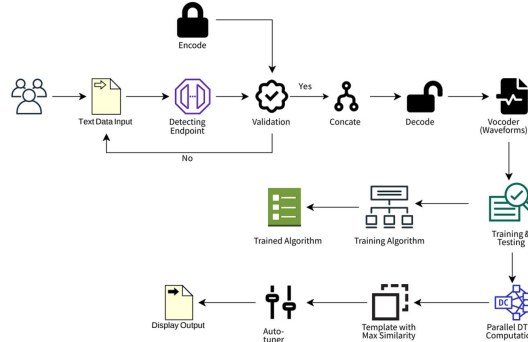 Encode
Yes
Text Data Input
Detecting
Endpoint
Validation
Concate
Decode
Vocoder
(Waveforms)
No
Trained Algorithm
Training Algorithm
Training &
Testing
DC
Display Output
Auto-
tuner
Template with
Max Similarity
Parallel DT